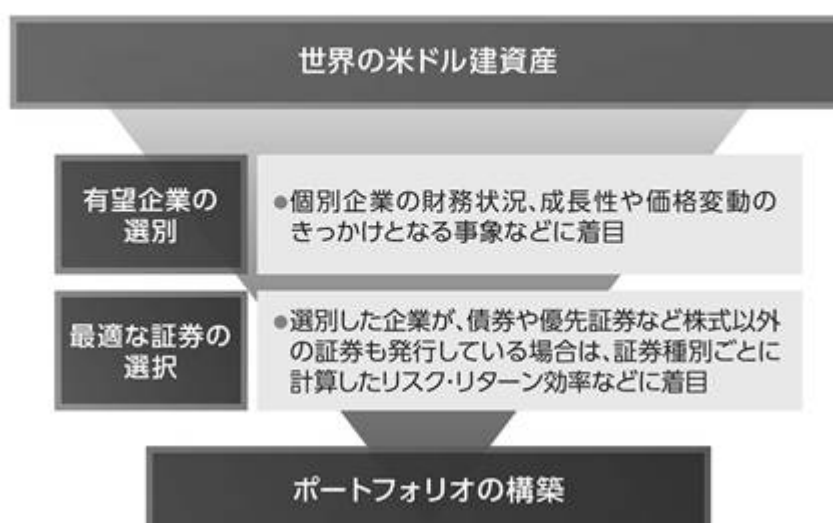 世界の米ドル建資産
有望企業の
選別
●個別企業の財務状況、成長性や価格変動の
きっかけとなる事象などに着目
最適な証券の
選択
●選別した企業が、債券や優先証券など株式以外
の証券も発行している場合は、証券種別ごとに
計算したリスク・リターン効率などに着目
ポートフォリオの構築